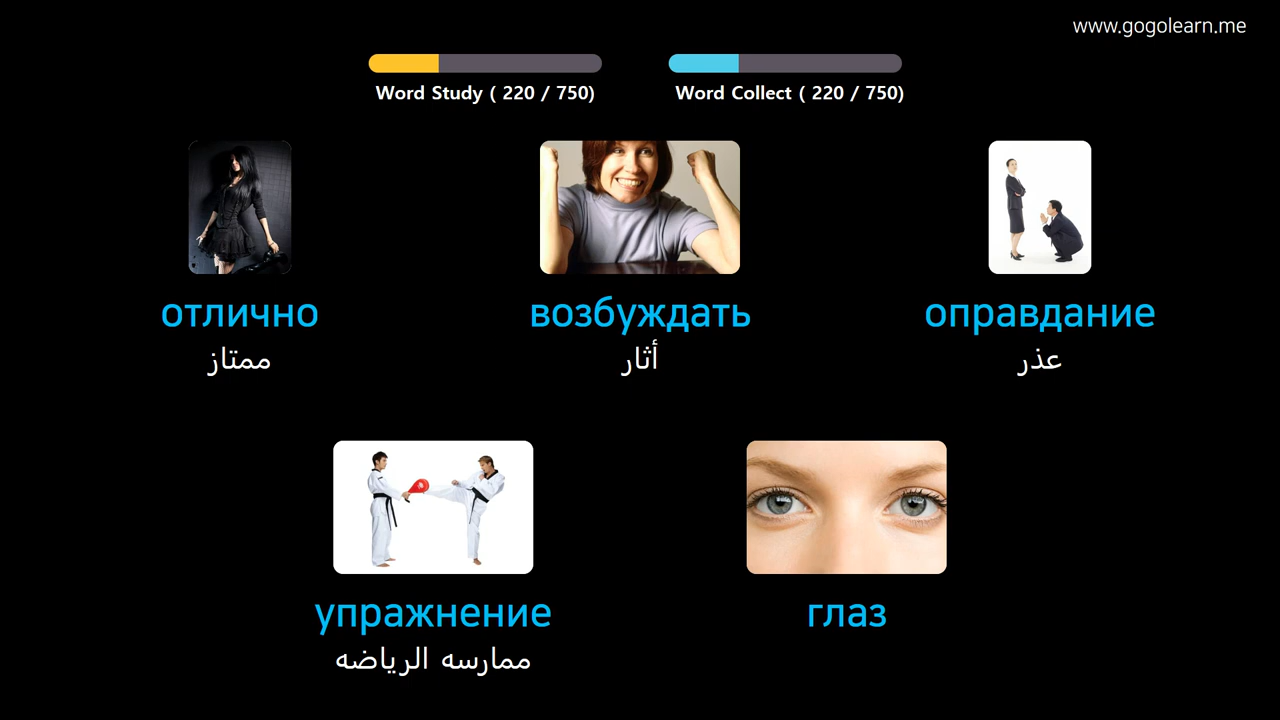 www.gogolearn.me
Word Study ( 220 / 750)
Word Collect ( 220 / 750)
отлично
возбуждать
оправдание
ممتاز
أثار
عذر
упражнение
глаз
ممارسه الرياضه